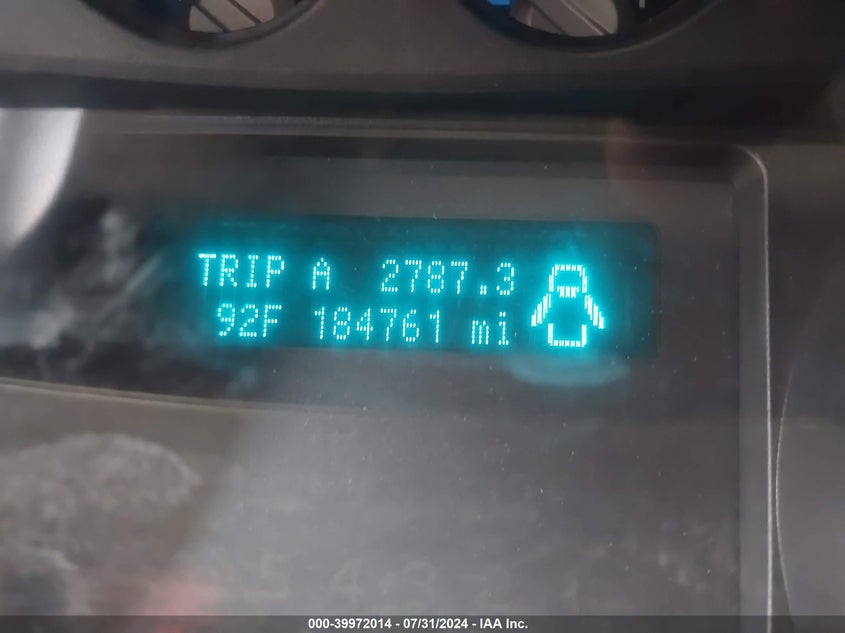 TRIP A 2787.3
92F 184761 mi
000-39972014 - 07/31/2024 - IAA Inc.